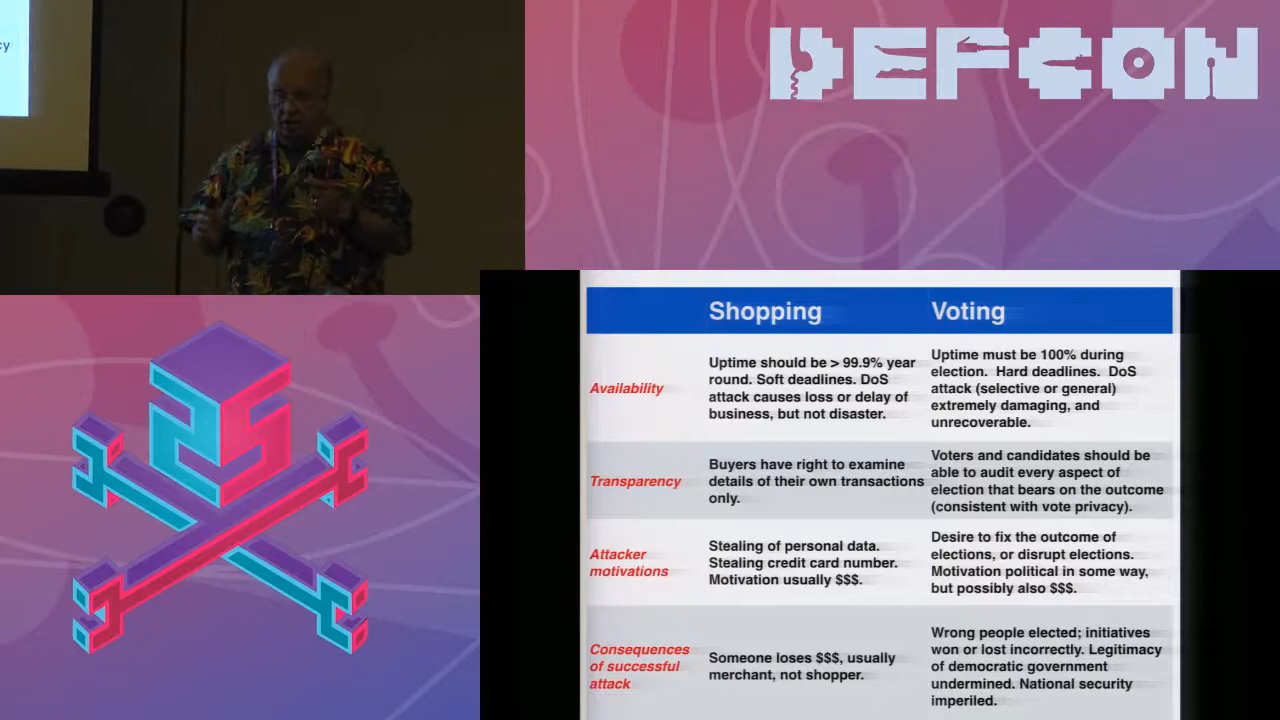 cy
DEFCON
Shopping
Voting
Availability
Uptime should be > 99.9% year
round. Soft deadlines. DoS
attack causes loss or delay of
business, but not disaster.
Uptime must be 100% during
election. Hard deadlines. DoS
attack (selective or general)
extremely damaging, and
unrecoverable.
Transparency
Buyers have right to examine
details of their own transactions
only.
Voters and candidates should be
able to audit every aspect of
election that bears on the outcome
(consistent with vote privacy).
Attacker
motivations
Stealing of personal data.
Stealing credit card number.
Motivation usually $$$.
Desire to fix the outcome of
elections, or disrupt elections.
Motivation political in some way,
but possibly also $$$.
Consequences
of successful
attack
Someone loses $$$, usually
merchant, not shopper.
Wrong people elected; initiatives
won or lost incorrectly. Legitimacy
of democratic government
undermined. National security
imperiled.